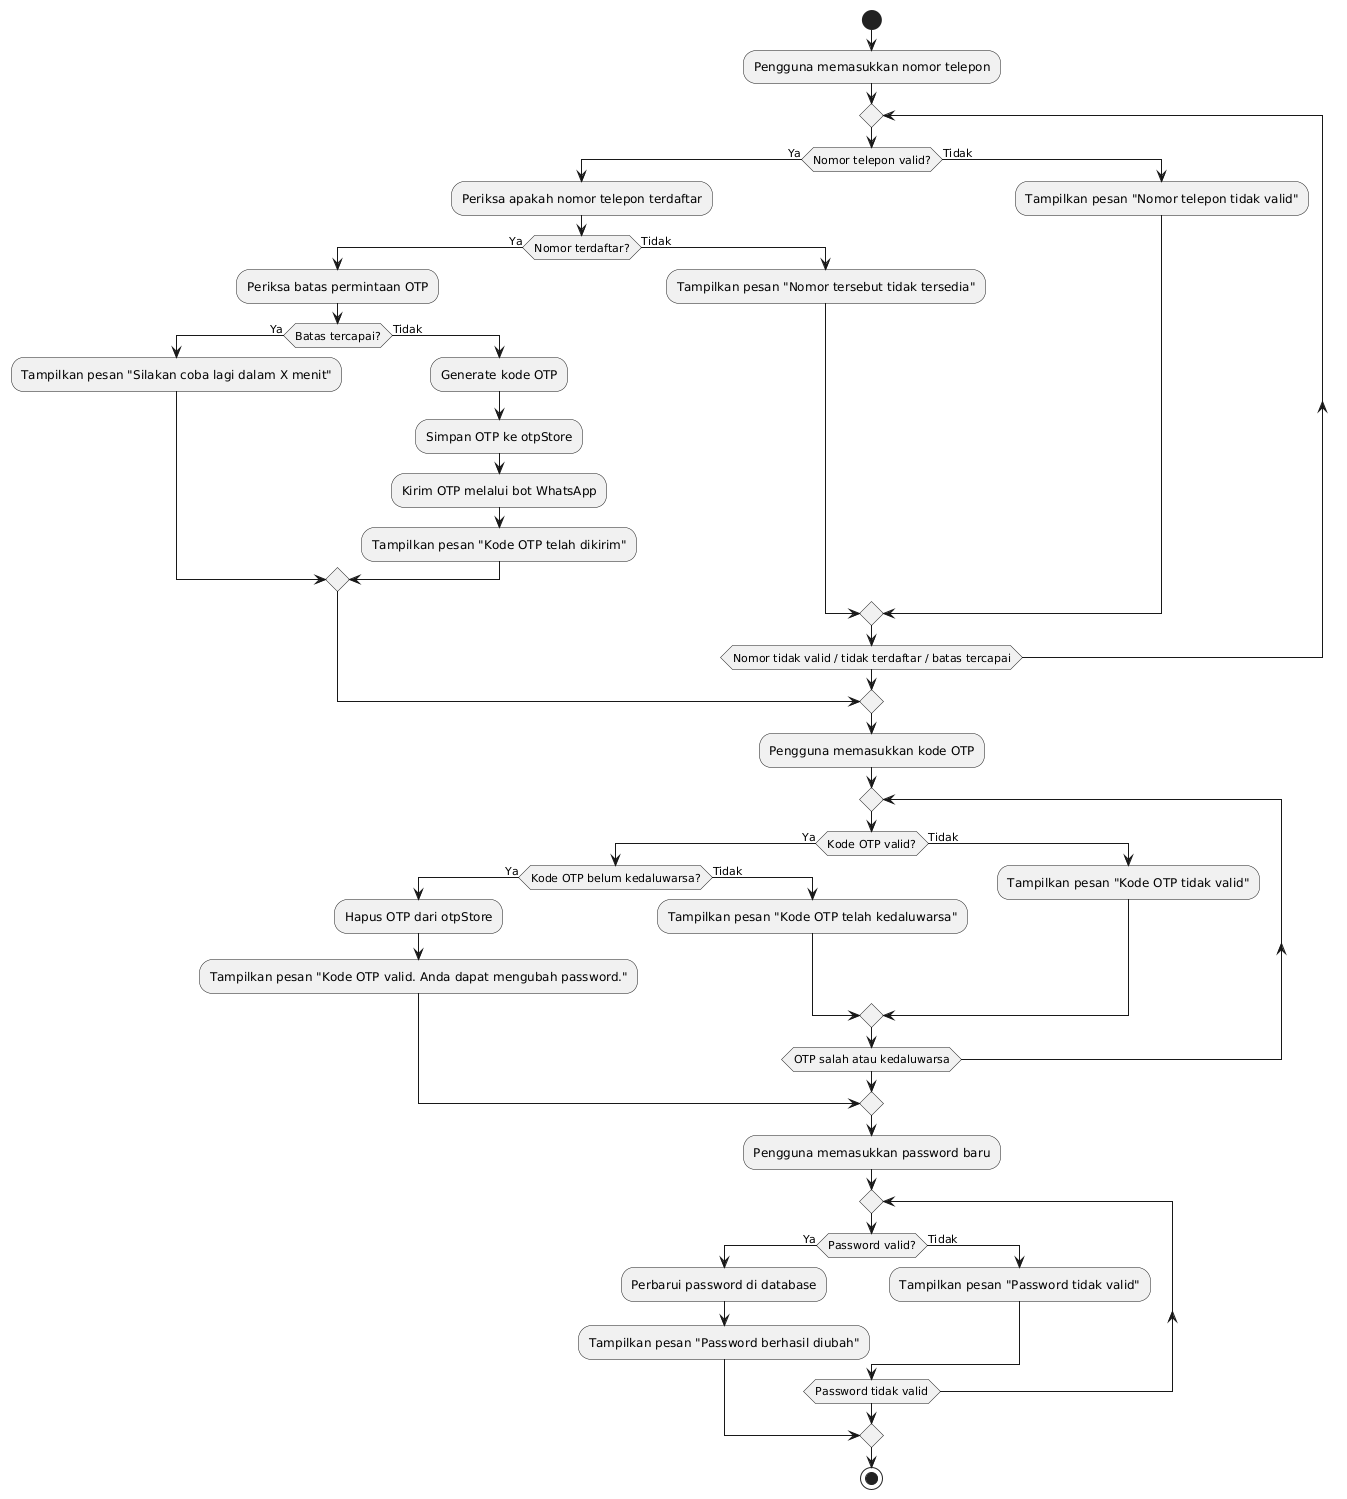 Pengguna memasukkan nomor telepon
Nomor telepon valid?
Ya
Tidak
Periksa apakah nomor telepon terdaftar
Tampilkan pesan "Nomor telepon tidak valid"
Nomor terdaftar?
Ya
Tidak
Periksa batas permintaan OTP
Tampilkan pesan "Nomor tersebut tidak tersedia"
Batas tercapai?
Ya
Tidak
Tampilkan pesan "Silakan coba lagi dalam X menit"
Generate kode OTP
Simpan OTP ke otpStore
Kirim OTP melalui bot WhatsApp
Tampilkan pesan "Kode OTP telah dikirim"
Nomor tidak valid / tidak terdaftar / batas tercapai
Pengguna memasukkan kode OTP
Kode OTP valid?
Ya
Tidak
Kode OTP belum kedaluwarsa?
Ya
Tidak
Tampilkan pesan "Kode OTP tidak valid"
Hapus OTP dari otpStore
Tampilkan pesan "Kode OTP telah kedaluwarsa"
Tampilkan pesan "Kode OTP valid. Anda dapat mengubah password."
OTP salah atau kedaluwarsa
Pengguna memasukkan password baru
Password valid?
Ya
Tidak
Perbarui password di database
Tampilkan pesan "Password tidak valid"
Tampilkan pesan "Password berhasil diubah"
Password tidak valid